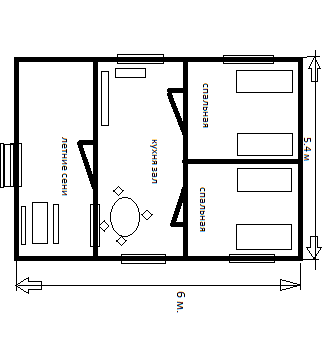 летние сени
кухня зал
спальная
спальная
5,4 м.
6 м.